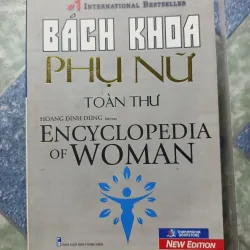 #1 INTERNATIONAL BESTSELLER
BÁCH KHOA
PHỤ NỮ
TOÀN THƯ
HOÀNG ĐÌNH DŨNG
ENCYCLOPEDIA
OF WOMAN
NEW EDITION